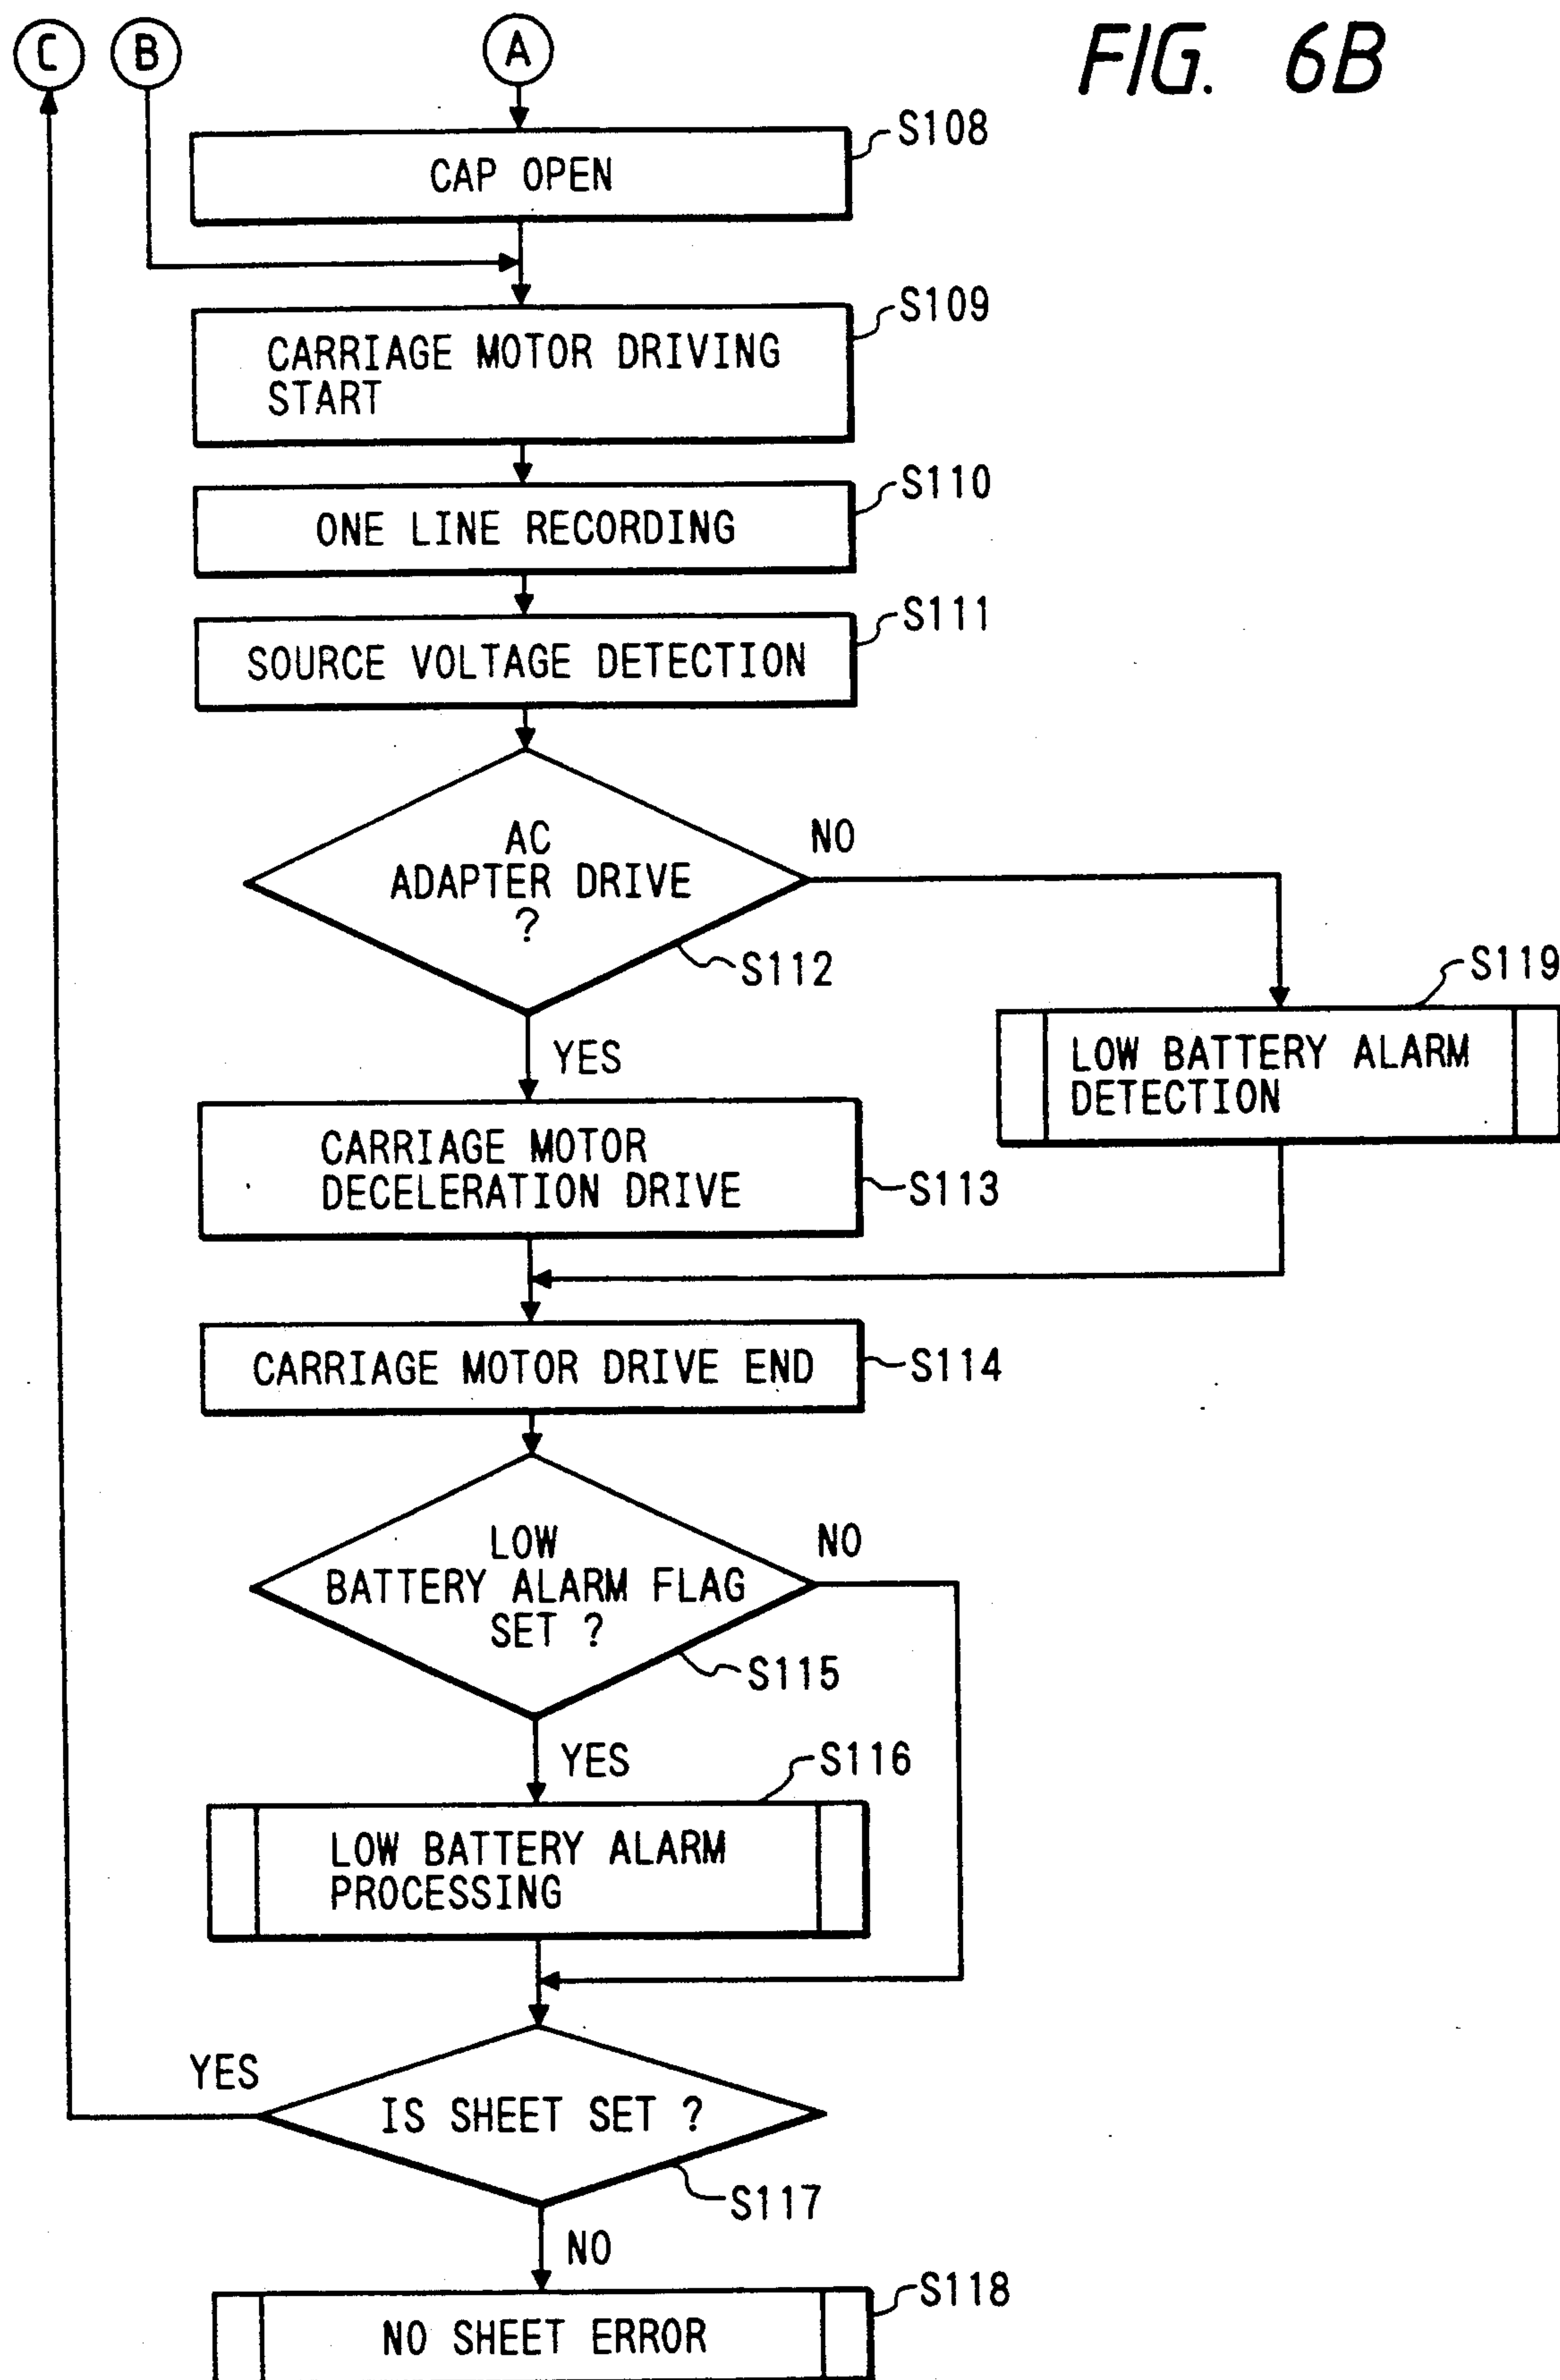 FIG. 6B
C
B
A
S108
CAP OPEN
S109
CARRIAGE MOTOR DRIVING
START
S110
ONE LINE RECORDING
S111
SOURCE VOLTAGE DETECTION
AC
ADAPTER DRIVE
?
NO
S112
YES
S119
LOW BATTERY ALARM
DETECTION
CARRIAGE MOTOR
DECELERATION DRIVE
S113
CARRIAGE MOTOR DRIVE END
S114
LOW
BATTERY ALARM FLAG
SET ?
NO
S115
YES
S116
LOW BATTERY ALARM
PROCESSING
YES
IS SHEET SET ?
S117
NO
S118
NO SHEET ERROR